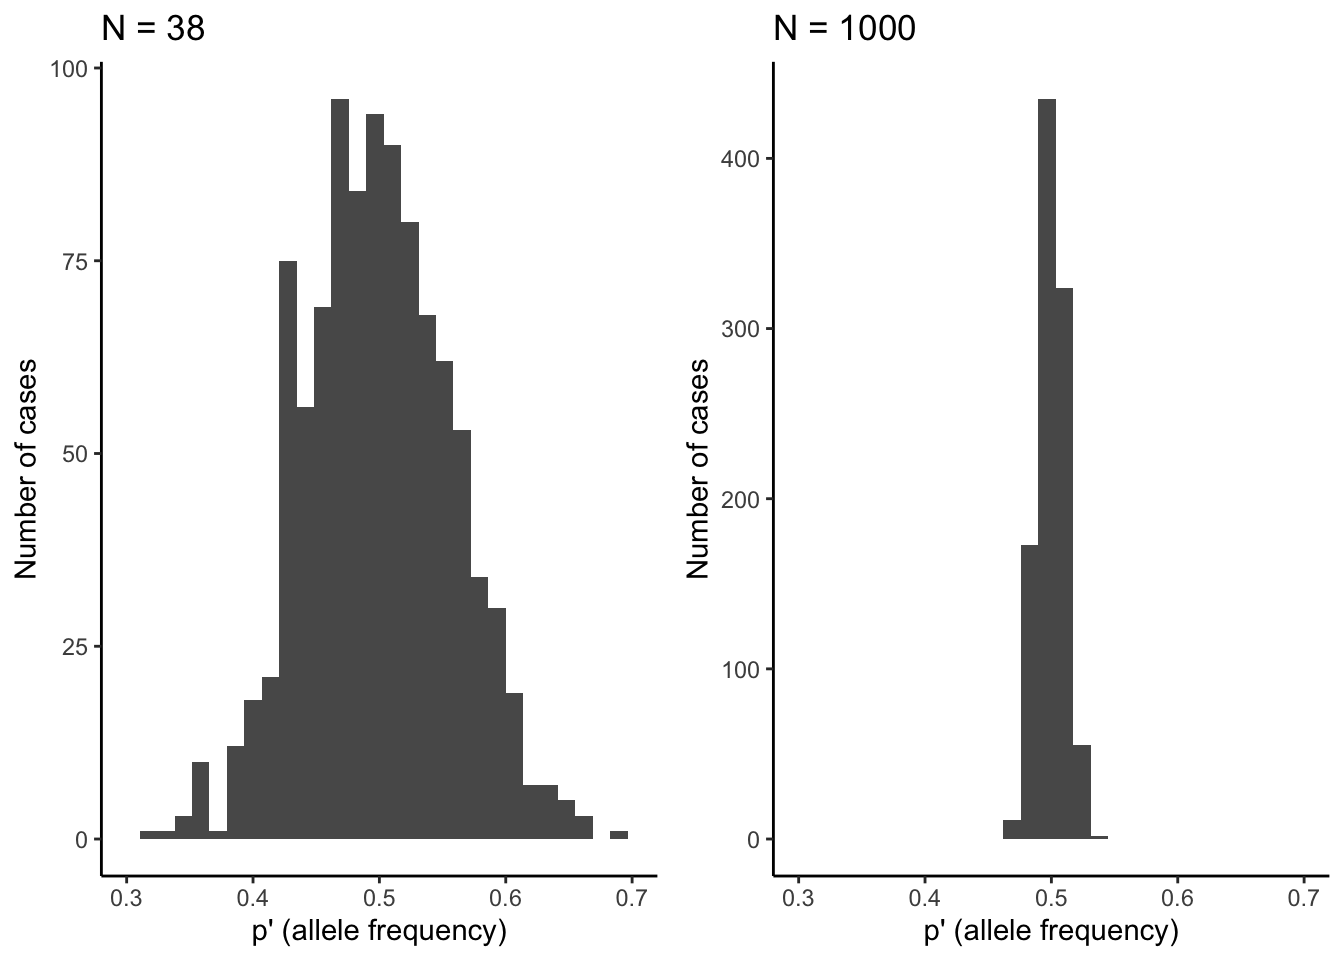 N = 38
100
75
50
25
0
Number of cases
0.3 0.4 0.5 0.6 0.7
p' (allele frequency)
N = 1000
400
300
200
100
0
Number of cases
0.3 0.4 0.5 0.6 0.7
p' (allele frequency)